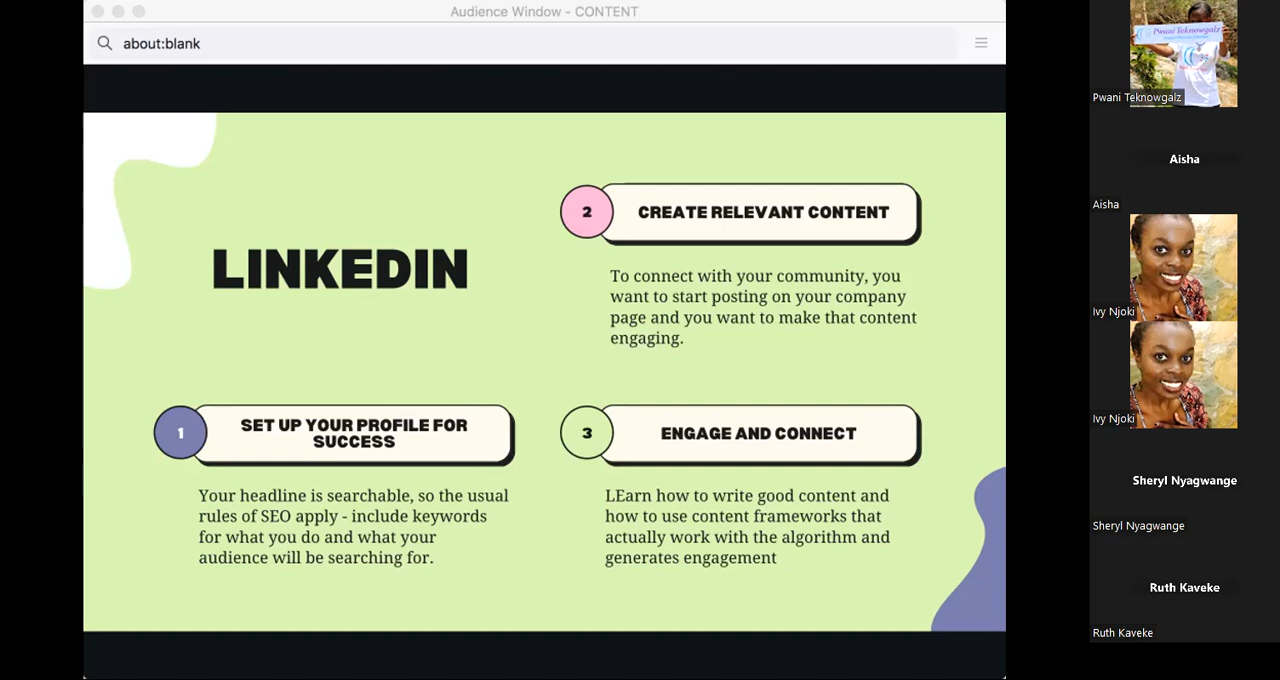 Audience Window - CONTENT
about:blank
LINKEDIN
1
SET UP YOUR PROFILE FOR
SUCCESS
Your headline is searchable, so the usual
rules of SEO apply - include keywords
for what you do and what your
audience will be searching for.
2
CREATE RELEVANT CONTENT
To connect with your community, you
want to start posting on your company
page and you want to make that content
engaging.
3
ENGAGE AND CONNECT
LEarn how to write good content and
how to use content frameworks that
actually work with the algorithm and
generates engagement
Pwani Teknowgalz
Pwani Teknowgalz
Aisha
Aisha
Ivy Njoki
Ivy Njoki
Sheryl Nyagwange
Sheryl Nyagwange
Ruth Kaveke
Ruth Kaveke